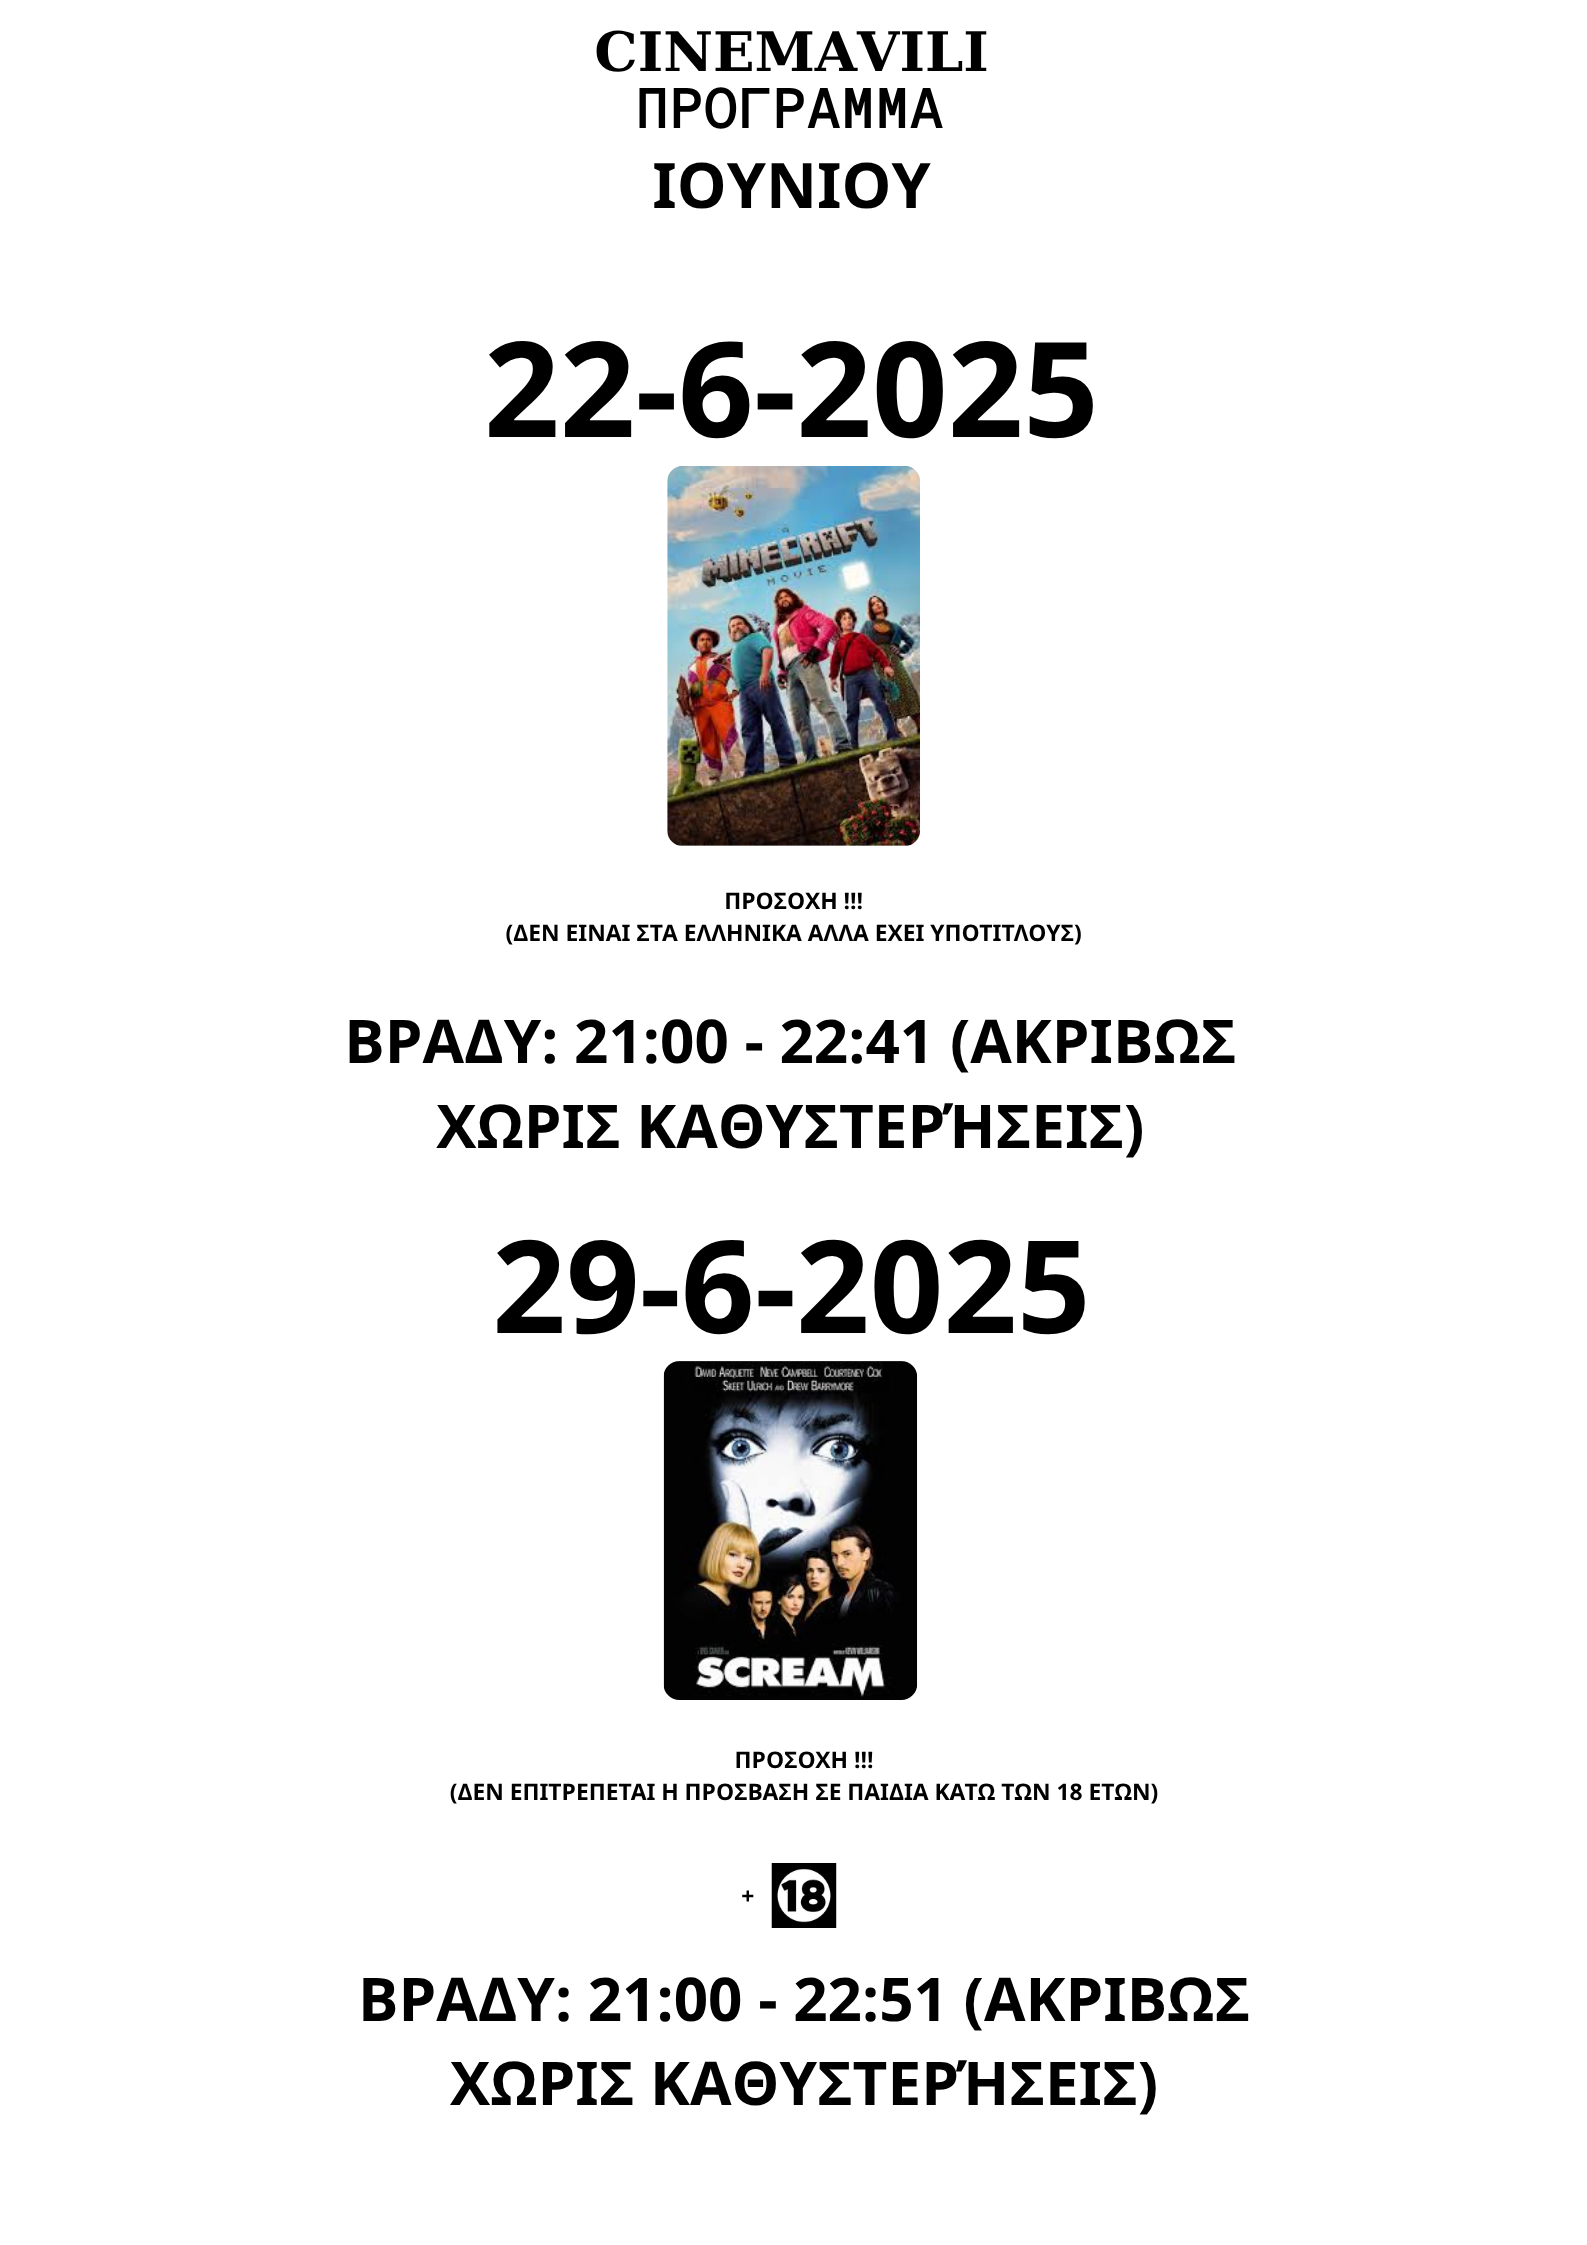 CINEMAVILI
ΠΡΟΓΡΑΜΜΑ
ΙΟΥΝΙΟΥ
22-6-2025
A
MINECRAFT
MOVIE
ΠΡΟΣΟΧΗ !!!
(ΔΕΝ ΕΙΝΑΙ ΣΤΑ ΕΛΛΗΝΙΚΑ ΑΛΛΑ ΕΧΕΙ ΥΠΟΤΙΤΛΟΥΣ)
ΒΡΑΔΥ: 21:00 - 22:41 (ΑΚΡΙΒΩΣ
ΧΩΡΙΣ ΚΑΘΥΣΤΕΡΉΣΕΙΣ)
29-6-2025
DAVID ARQUETTE NEVE CAMPBELL COURTENEY COX
SKEET ULRICH AND DREW BARRYMORE
SCREAM
ΠΡΟΣΟΧΗ !!!
(ΔΕΝ ΕΠΙΤΡΕΠΕΤΑΙ Η ΠΡΟΣΒΑΣΗ ΣΕ ΠΑΙΔΙΑ ΚΑΤΩ ΤΩΝ 18 ΕΤΩΝ)
+ 18
ΒΡΑΔΥ: 21:00 - 22:51 (ΑΚΡΙΒΩΣ
ΧΩΡΙΣ ΚΑΘΥΣΤΕΡΉΣΕΙΣ)